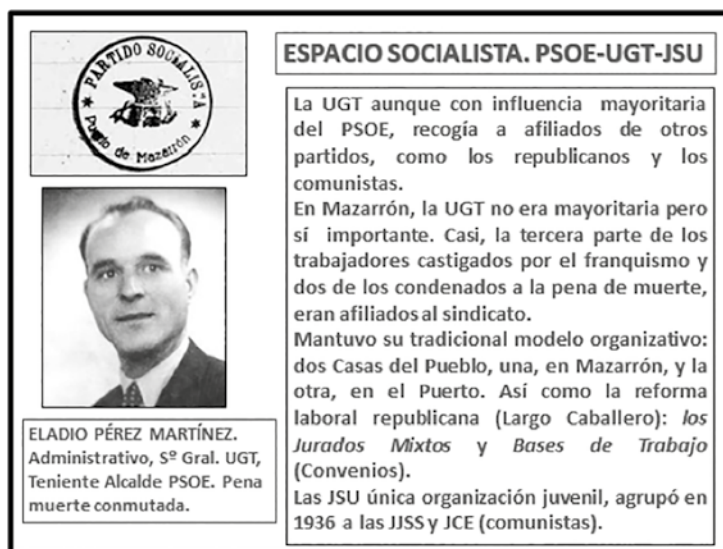 PARTIDO SOCIALISTA
Puerto de Mazarrón
ESPACIO SOCIALISTA. PSOE-UGT-JSU
La UGT aunque con influencia mayoritaria
del PSOE, recogía a afiliados de otros
partidos, como los republicanos y los
comunistas.
En Mazarrón, la UGT no era mayoritaria pero
sí importante. Casi, la tercera parte de los
trabajadores castigados por el franquismo y
dos de los condenados a la pena de muerte,
eran afiliados al sindicato.
Mantuvo su tradicional modelo organizativo:
dos Casas del Pueblo, una, en Mazarrón, y la
otra, en el Puerto. Así como la reforma
laboral republicana (Largo Caballero): los
Jurados Mixtos y Bases de Trabajo
(Convenios).
Las JSU única organización juvenil, agrupó en
1936 a las JJSS y JCE (comunistas).
ELADIO PÉREZ MARTÍNEZ.
Administrativo, Sº Gral. UGT,
Teniente Alcalde PSOE. Pena
muerte conmutada.